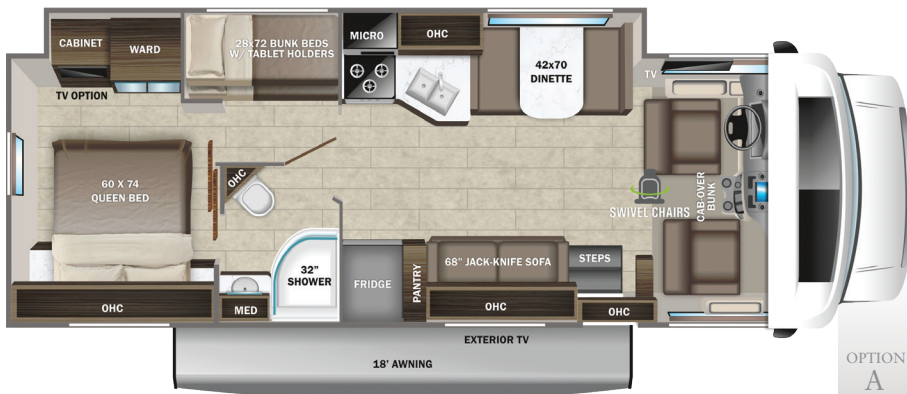 CABINET
WARD
TV OPTION
28x72 BUNK BEDS
W/ TABLET HOLDERS
MICRO
OHC
42x70
DINETTE
TV
60 X 74
QUEEN BED
OHC
SWIVEL CHAIRS
CAB-OVER
BUNK
OHC
MED
32"
SHOWER
FRIDGE
PANTRY
68" JACK-KNIFE SOFA
OHC
STEPS
OHC
EXTERIOR TV
18' AWNING
OPTION
A